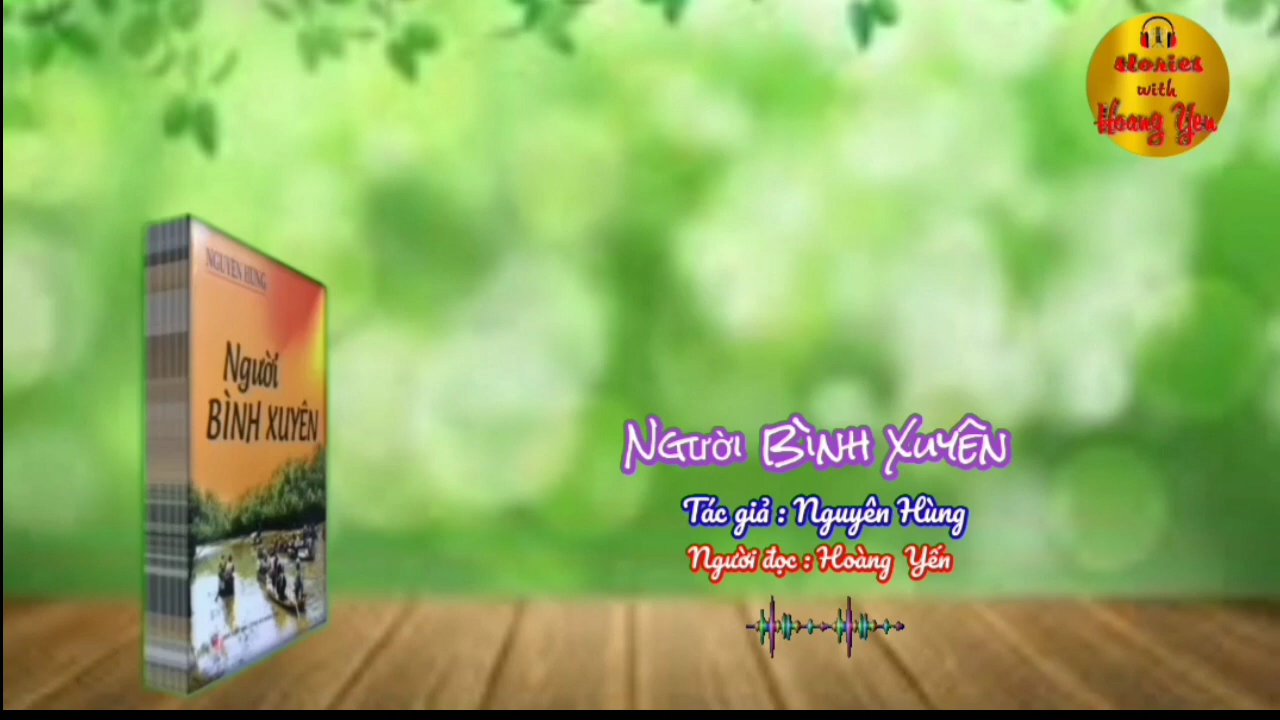 stories
with
Hoang Yen
NGUYEN HUNG
Người
BÌNH XUYÊN
Người Bình Xuyên
Tác giả : Nguyên Hùng
Người đọc : Hoàng Yến